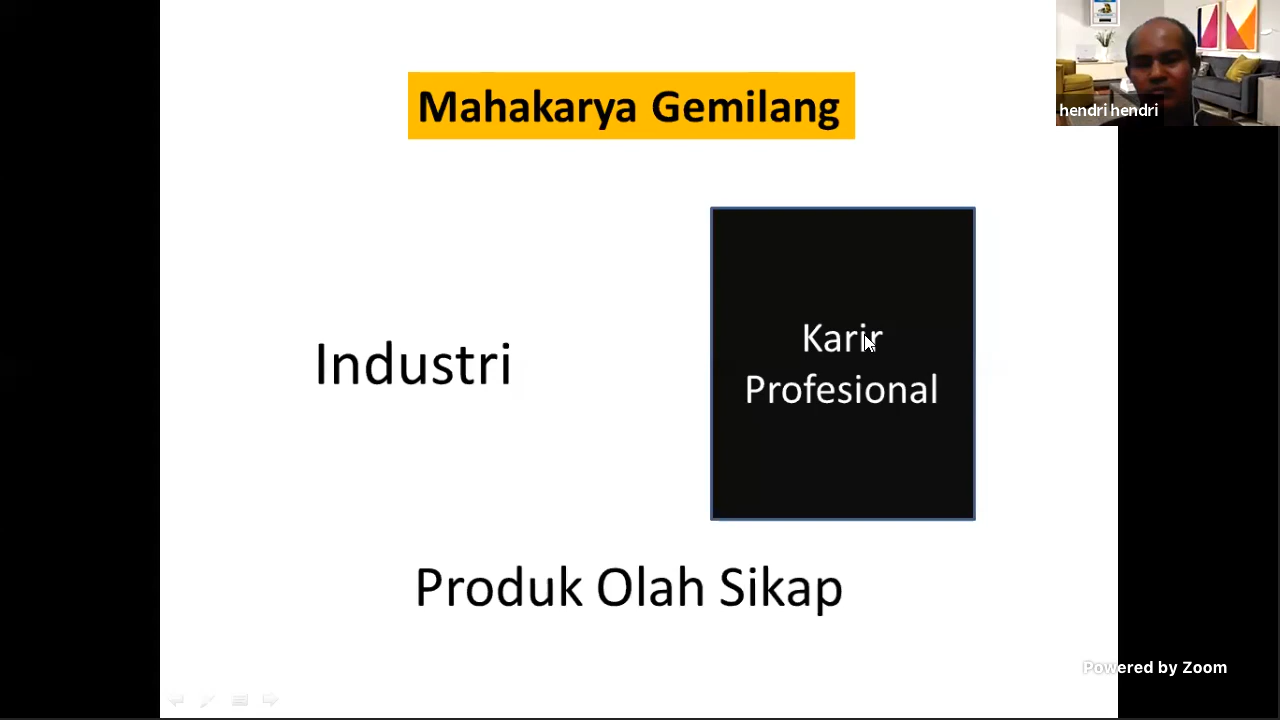 Mahakarya Gemilang
hendri hendri
Industri
Karir
Profesional
Produk Olah Sikap
Powered by Zoom